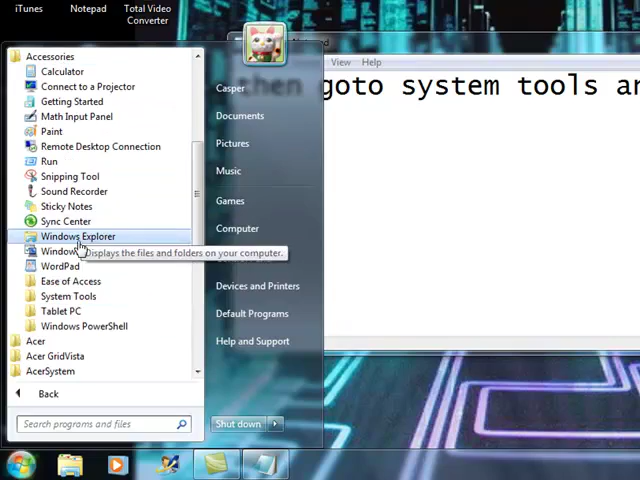 iTunes
Notepad
Total Video
Converter
Accessories
Calculator
Connect to a Projector
Getting Started
Math Input Panel
Paint
Remote Desktop Connection
Run
Snipping Tool
Sound Recorder
Sticky Notes
Sync Center
Windows Explorer
Displays the files and folders on your computer.
WordPad
Ease of Access
System Tools
Tablet PC
Windows PowerShell
Acer
Acer GridVista
AcerSystem
Back
Search programs and files
Casper
Documents
Pictures
Music
Games
Computer
Devices and Printers
Default Programs
Help and Support
Shut down
View Help
then goto system tools an